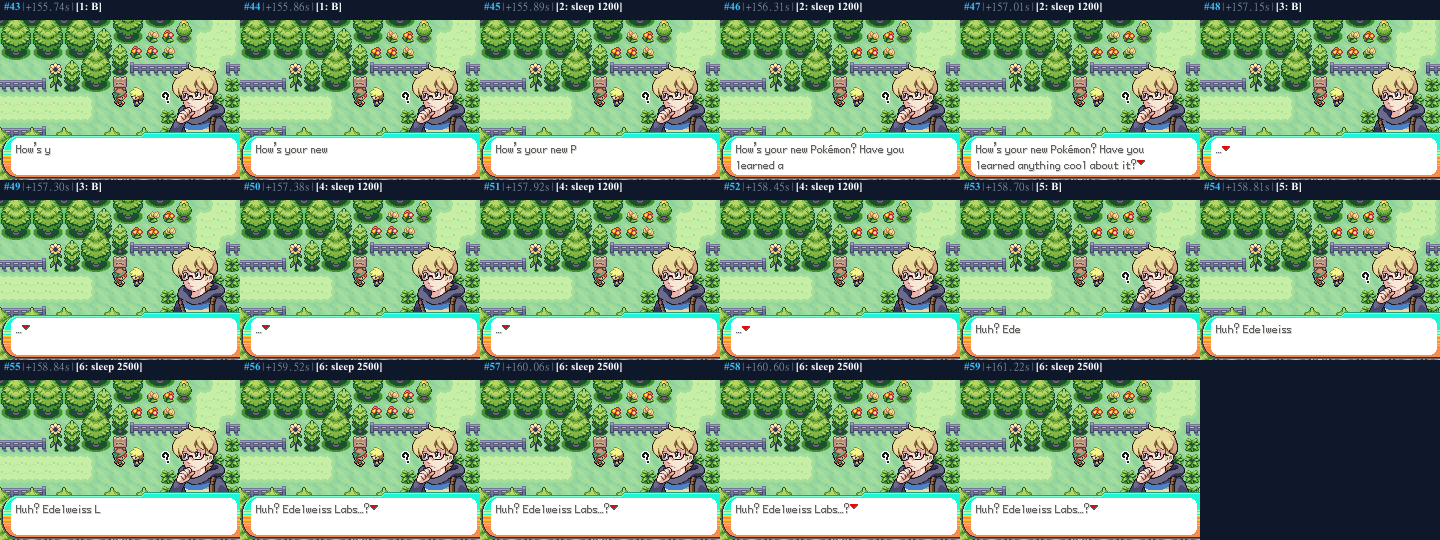 #43|+155.74s| [1: B]
#44|+155.86s| [1: B]
#45|+155.89s| [2: sleep 1200]
#46|+156.31s| [2: sleep 1200]
#47|+157.01s| [2: sleep 1200]
#48|+157.15s| [3: B]
How's y
How's your new
How's your new P
How's your new Pokémon? Have you
learned a
How's your new Pokémon? Have you
learned anything cool about it?
...
#49|+157.30s| [3: B]
#50|+157.38s| [4: sleep 1200]
#51|+157.92s| [4: sleep 1200]
#52|+158.45s| [4: sleep 1200]
#53|+158.70s| [5: B]
#54|+158.81s| [5: B]
...
...
...
...
Huh? Ede
Huh? Edelweiss
#55|+158.84s| [6: sleep 2500]
#56|+159.52s| [6: sleep 2500]
#57|+160.06s| [6: sleep 2500]
#58|+160.60s| [6: sleep 2500]
#59|+161.22s| [6: sleep 2500]
Huh? Edelweiss L
Huh? Edelweiss Labs...?
Huh? Edelweiss Labs...?
Huh? Edelweiss Labs...?
Huh? Edelweiss Labs...?